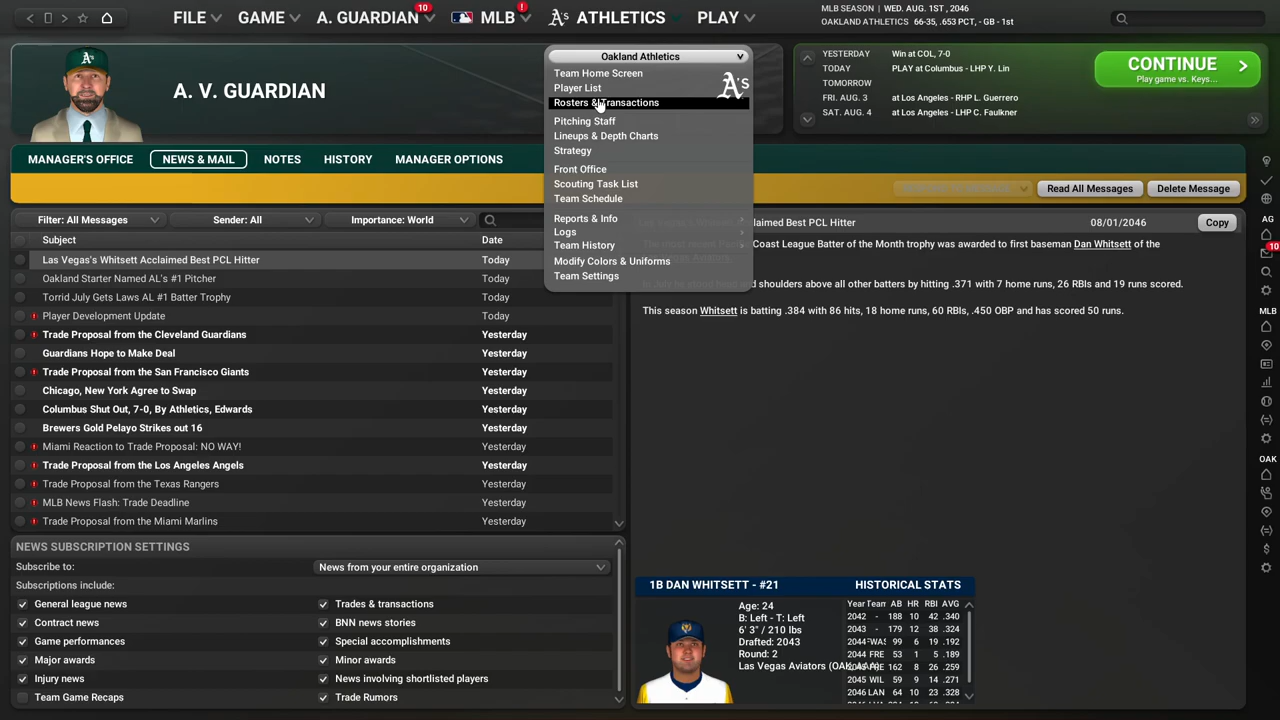 FILE
GAME
A. GUARDIAN
10
MLB
!
A's
ATHLETICS
PLAY
MLB SEASON | WED. AUG. 1ST , 2046
OAKLAND ATHLETICS 66-35, .653 PCT, - GB - 1st
A. V. GUARDIAN
Oakland Athletics
Team Home Screen
Player List
Rosters & Transactions
Pitching Staff
Lineups & Depth Charts
Strategy
Front Office
Scouting Task List
Team Schedule
Reports & Info
Logs
Team History
Modify Colors & Uniforms
Team Settings
A's
YESTERDAY Win at COL, 7-0
TODAY PLAY at Columbus - LHP Y. Lin
TOMORROW
FRI. AUG. 3 at Los Angeles - RHP L. Guerrero
SAT. AUG. 4 at Los Angeles - LHP C. Faulkner
CONTINUE
Play game vs. Keys...
MANAGER'S OFFICE
NEWS & MAIL
NOTES
HISTORY
MANAGER OPTIONS
Read All Messages
Delete Message
Filter: All Messages
Sender: All
Importance: World
Subject Date
Las Vegas's Whitsett Acclaimed Best PCL Hitter Today
Oakland Starter Named AL's #1 Pitcher Today
Torrid July Gets Laws AL #1 Batter Trophy Today
Player Development Update Today
Trade Proposal from the Cleveland Guardians Yesterday
Guardians Hope to Make Deal Yesterday
Trade Proposal from the San Francisco Giants Yesterday
Chicago, New York Agree to Swap Yesterday
Columbus Shut Out, 7-0, By Athletics, Edwards Yesterday
Brewers Gold Pelayo Strikes out 16 Yesterday
Miami Reaction to Trade Proposal: NO WAY! Yesterday
Trade Proposal from the Los Angeles Angels Yesterday
Trade Proposal from the Texas Rangers Yesterday
MLB News Flash: Trade Deadline Yesterday
Trade Proposal from the Miami Marlins Yesterday
claimed Best PCL Hitter 08/01/2046
Copy
Coast League Batter of the Month trophy was awarded to first baseman Dan Whitsett of the
shoulders above all other batters by hitting .371 with 7 home runs, 26 RBIs and 19 runs scored.
This season Whitsett is batting .384 with 86 hits, 18 home runs, 60 RBIs, .450 OBP and has scored 50 runs.
NEWS SUBSCRIPTION SETTINGS
Subscribe to: News from your entire organization
Subscriptions include:
General league news Trades & transactions
Contract news BNN news stories
Game performances Special accomplishments
Major awards Minor awards
Injury news News involving shortlisted players
Team Game Recaps Trade Rumors
1B DAN WHITSETT - #21
Age: 24
B: Left - T: Left
6' 3" / 210 lbs
Drafted: 2043
Round: 2
Las Vegas Aviators (OAK
HISTORICAL STATS
Year Team AB HR RBI AVG
2042 - 188 10 42 .340
2043 - 179 12 38 .324
2044 WAS 99 6 19 .192
2044 FRE 53 1 5 .189
FRE 162 8 26 .259
2045 WIL 59 9 14 .271
2046 LAN 64 10 23 .328
AG
10
MLB
OAK